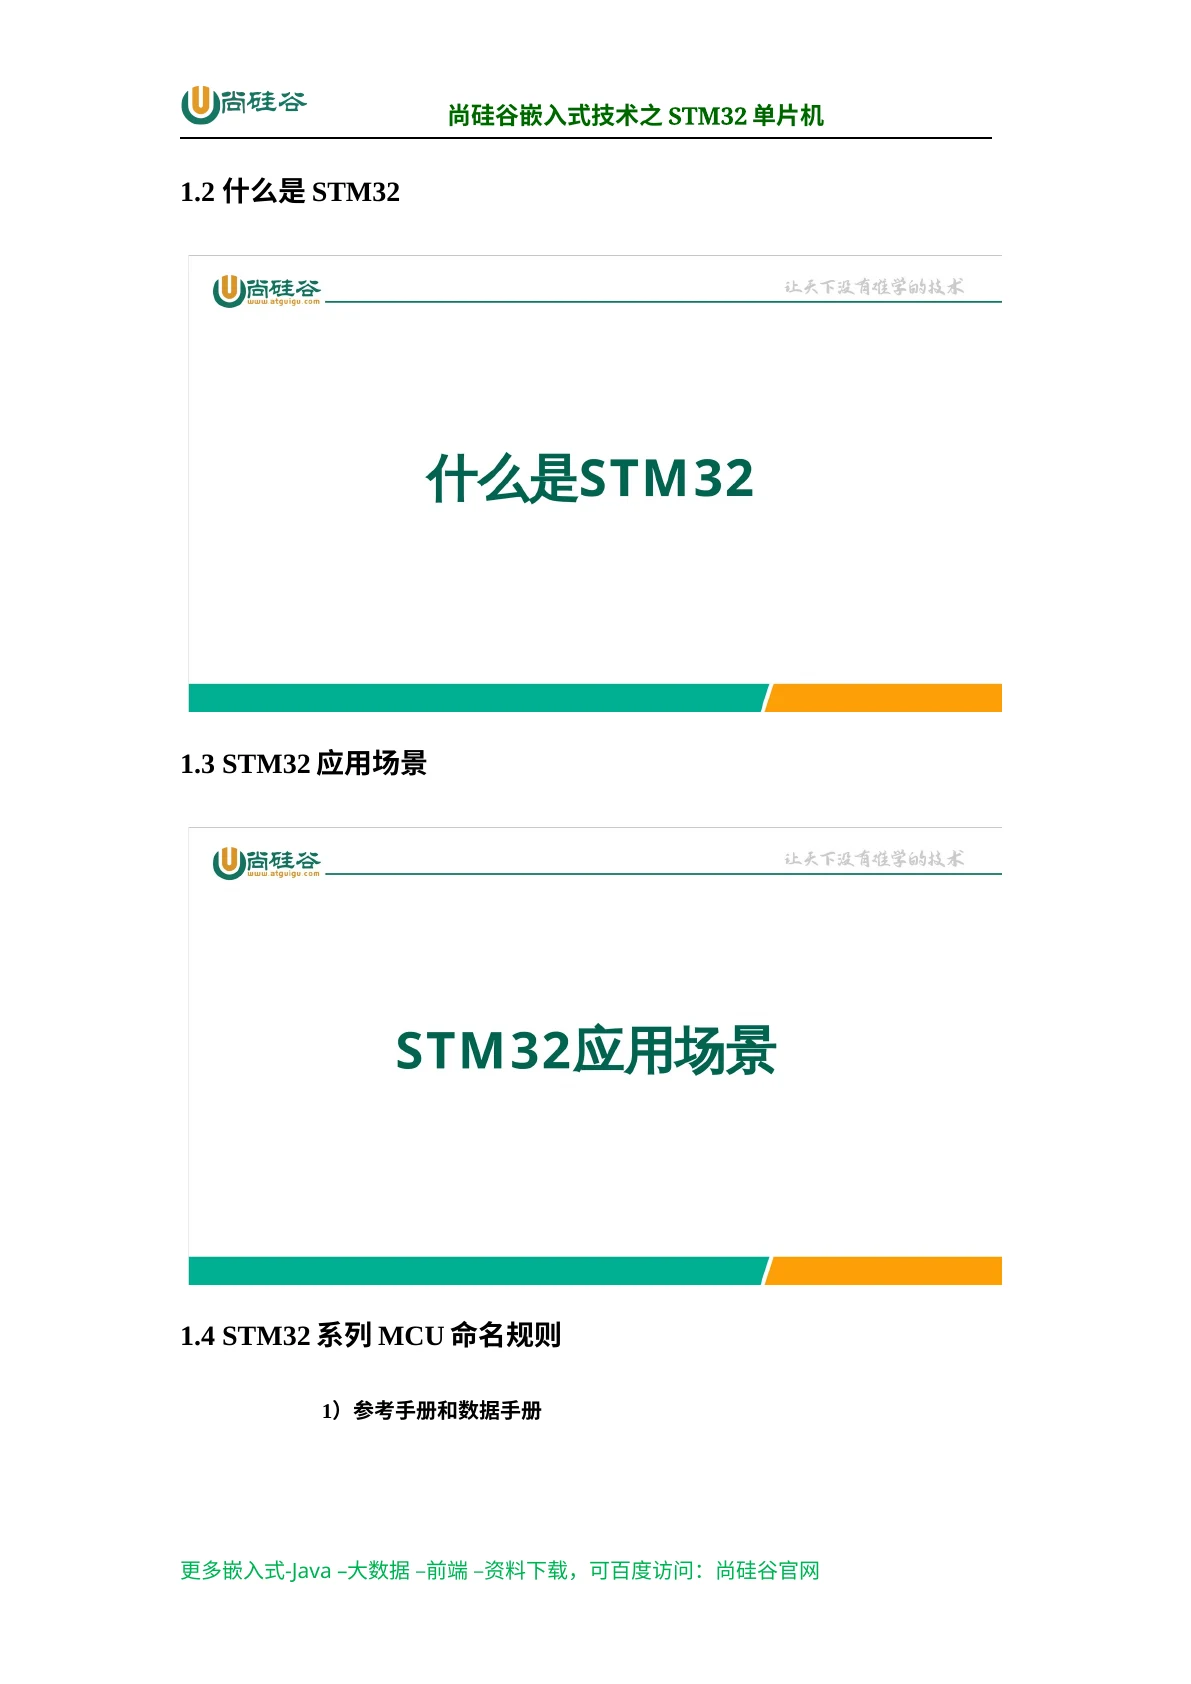 尚硅谷
尚硅谷嵌入式技术之 STM32 单片机
1.2 什么是 STM32
尚硅谷
www.atguigu.com
让天下没有难学的技术
什么是STM32
1.3 STM32 应用场景
尚硅谷
www.atguigu.com
让天下没有难学的技术
STM32应用场景
1.4 STM32 系列 MCU 命名规则
1）参考手册和数据手册
更多嵌入式-Java –大数据 –前端 –资料下载，可百度访问：尚硅谷官网